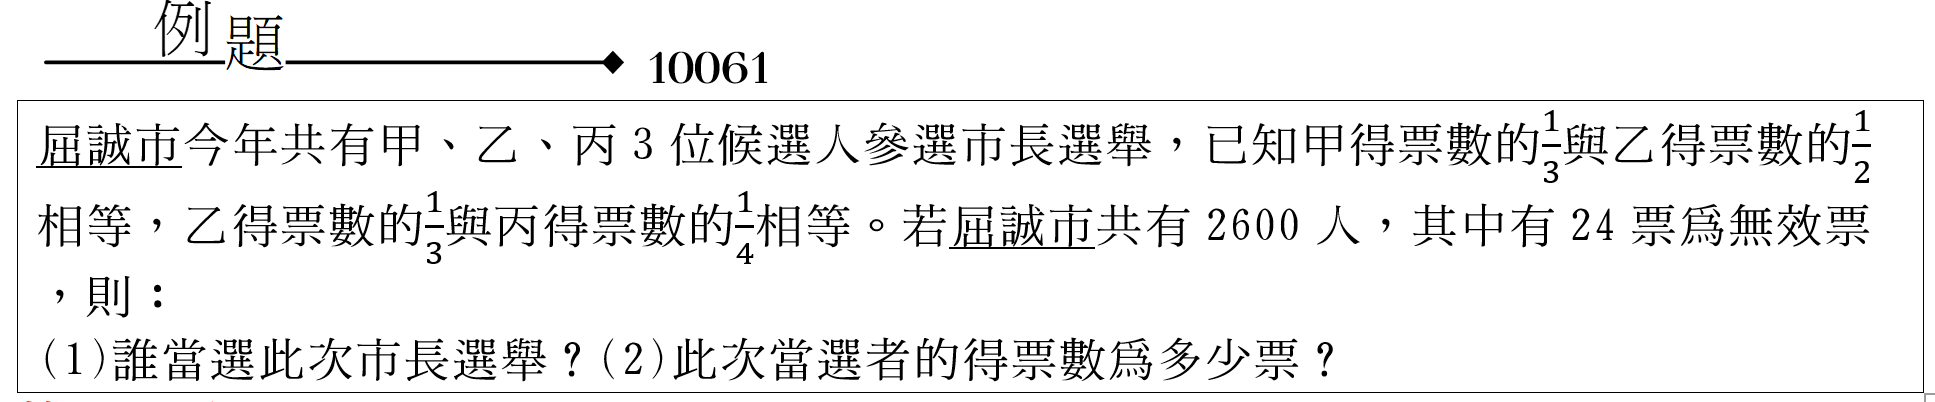 例題 10061
屈誠市今年共有甲、乙、丙 3 位候選人參選市長選舉，已知甲得票數的1/3與乙得票數的1/2
相等，乙得票數的1/3與丙得票數的1/4相等。若屈誠市共有 2600 人，其中有 24 票爲無效票
，則：
(1)誰當選此次市長選舉？(2)此次當選者的得票數爲多少票？